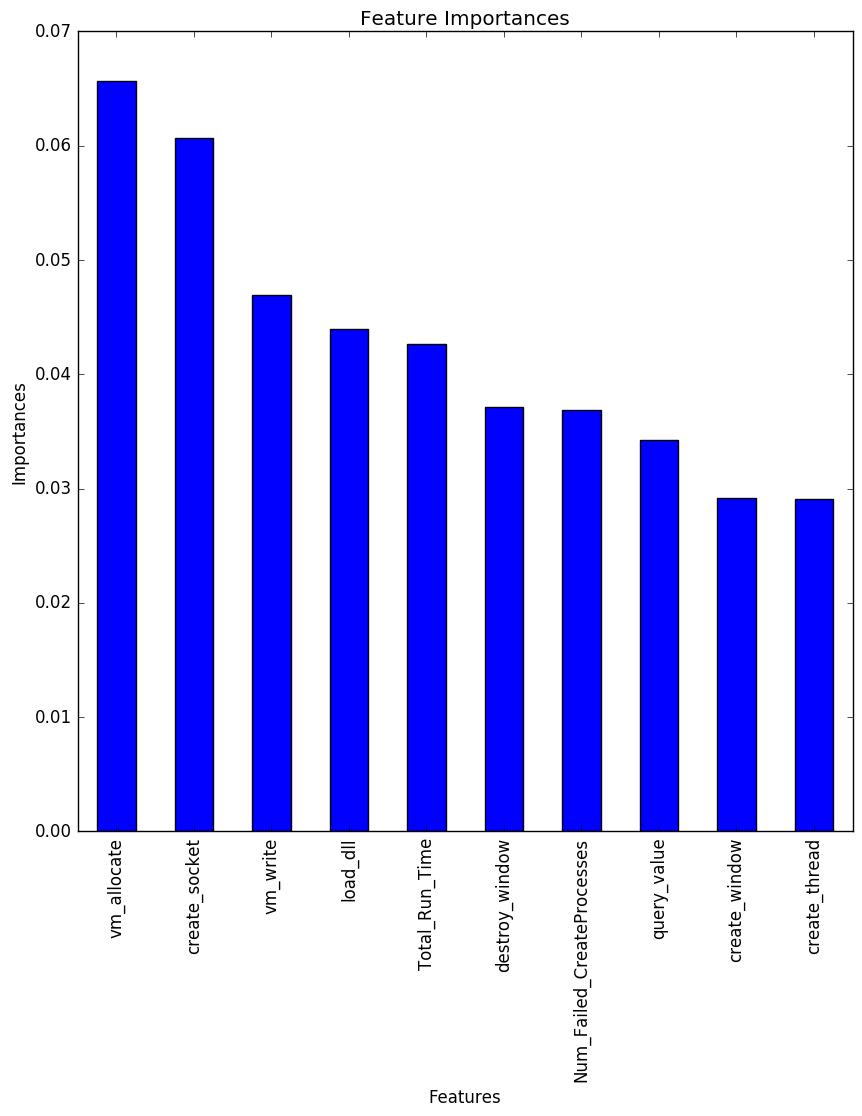 Feature Importances
0.07
0.06
0.05
0.04
0.03
0.02
0.01
0.00
Importances
vm_allocate
create_socket
vm_write
load_dll
Total_Run_Time
destroy_window
Num_Failed_CreateProcesses
query_value
create_window
create_thread
Features